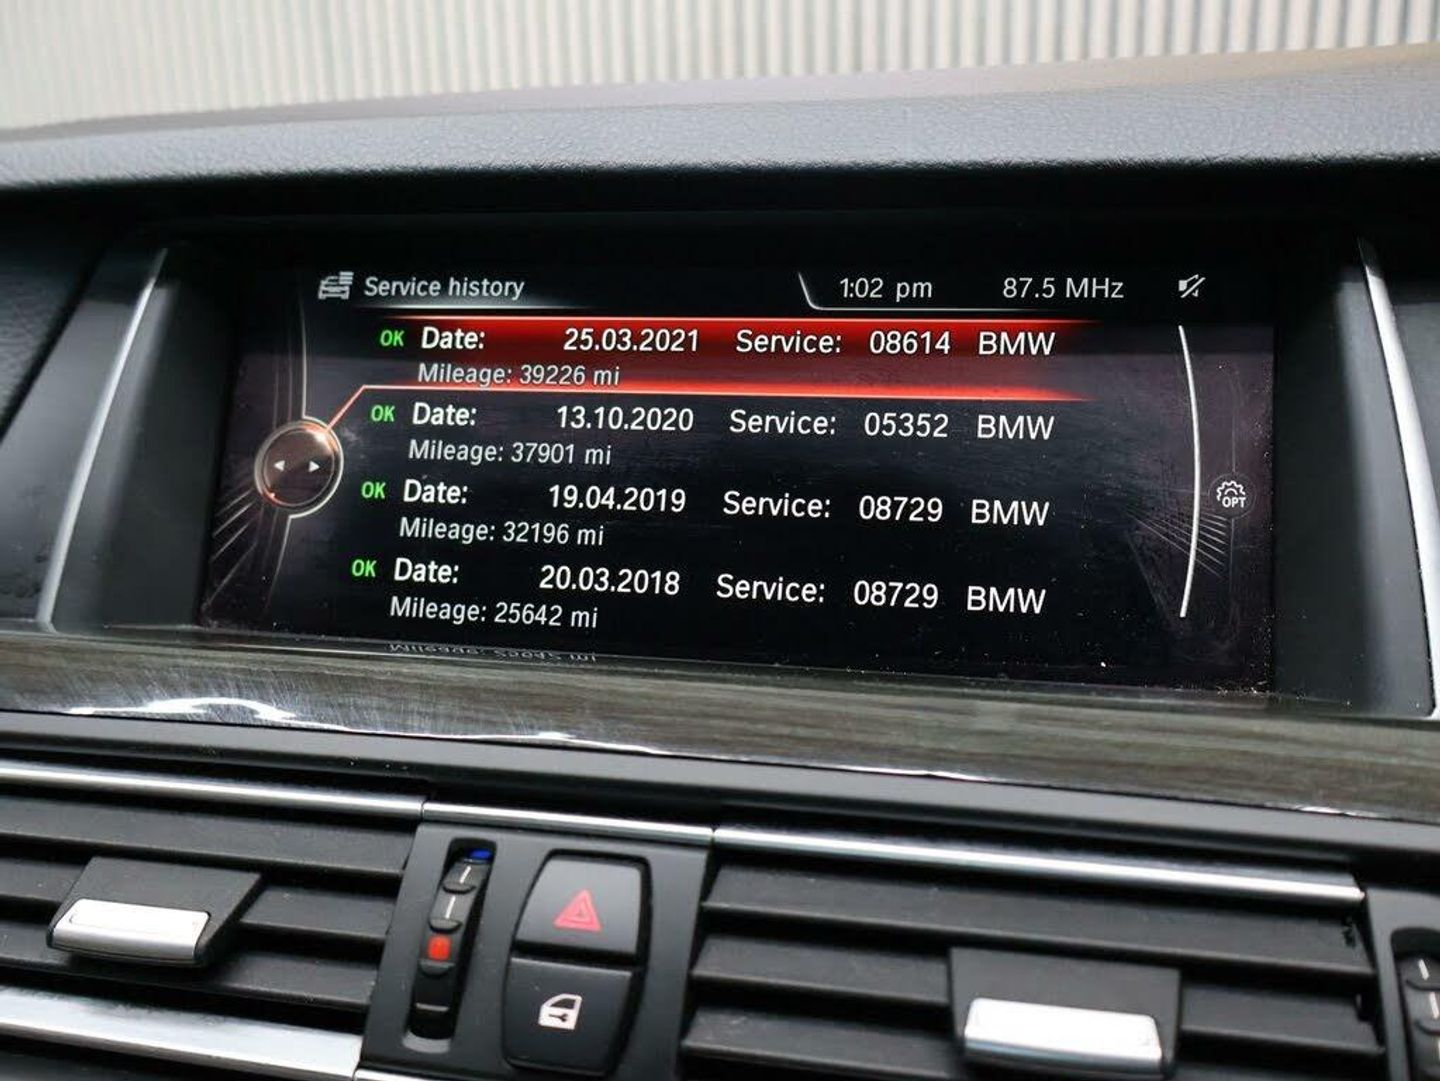 Service history 1:02 pm 87.5 MHz
OK Date: 25.03.2021 Service: 08614 BMW
Mileage: 39226 mi
OK Date: 13.10.2020 Service: 05352 BMW
Mileage: 37901 mi
OK Date: 19.04.2019 Service: 08729 BMW
Mileage: 32196 mi
OK Date: 20.03.2018 Service: 08729 BMW
Mileage: 25642 mi
OPT